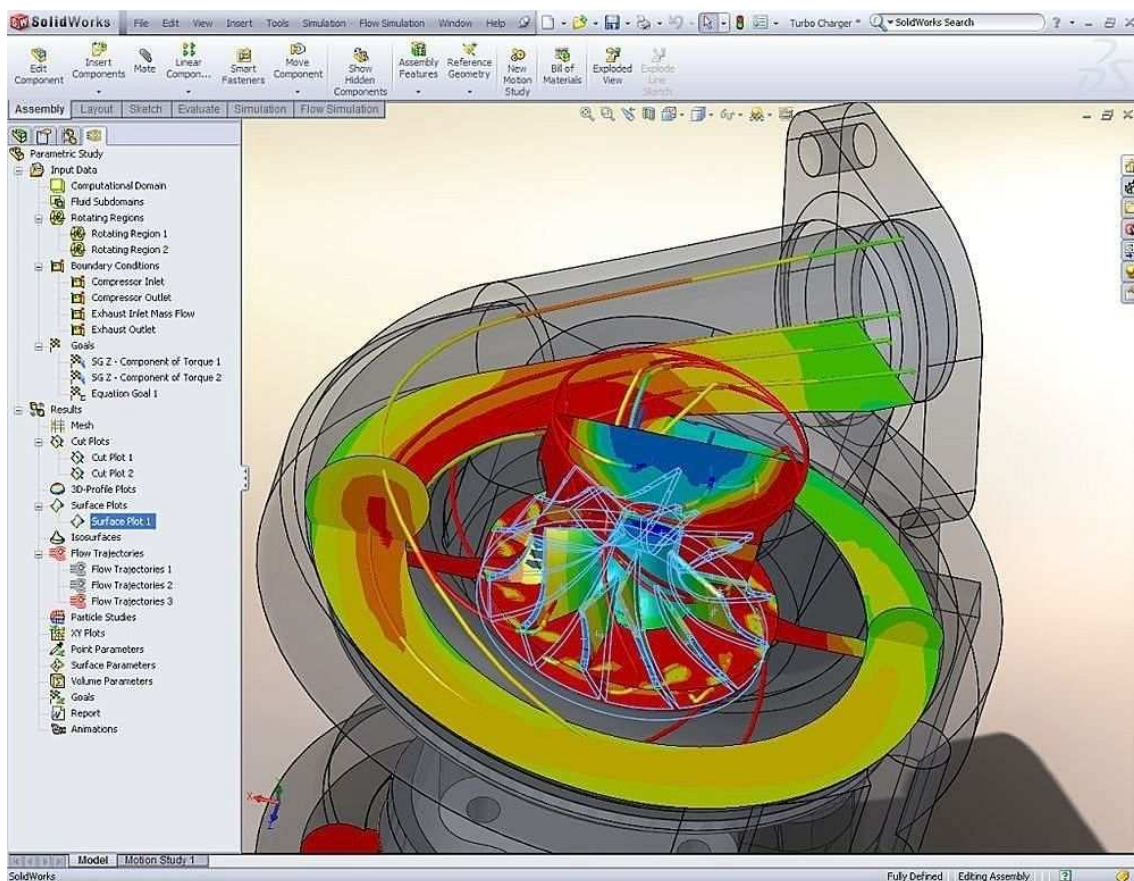 SolidWorks File Edit View Insert Tools Simulation Flow Simulation Window Help Turbo Charger * SolidWorks Search ?
Edit Component
Insert Components
Mate
Linear Compon...
Smart Fasteners
Move Component
Show Hidden Components
Assembly Features
Reference Geometry
New Motion Study
Bill of Materials
Exploded View
Explode Line Sketch
Assembly Layout Sketch Evaluate Simulation Flow Simulation
Parametric Study
Input Data
Computational Domain
Fluid Subdomains
Rotating Regions
Rotating Region 1
Rotating Region 2
Boundary Conditions
Compressor Inlet
Compressor Outlet
Exhaust Inlet Mass Flow
Exhaust Outlet
Goals
SG Z - Component of Torque 1
SG Z - Component of Torque 2
Equation Goal 1
Results
Mesh
Cut Plots
Cut Plot 1
Cut Plot 2
3D-Profile Plots
Surface Plots
Surface Plot 1
Isosurfaces
Flow Trajectories
Flow Trajectories 1
Flow Trajectories 2
Flow Trajectories 3
Particle Studies
XY Plots
Point Parameters
Surface Parameters
Volume Parameters
Goals
Report
Animations
X
Model Motion Study 1
SolidWorks Fully Defined Editing Assembly